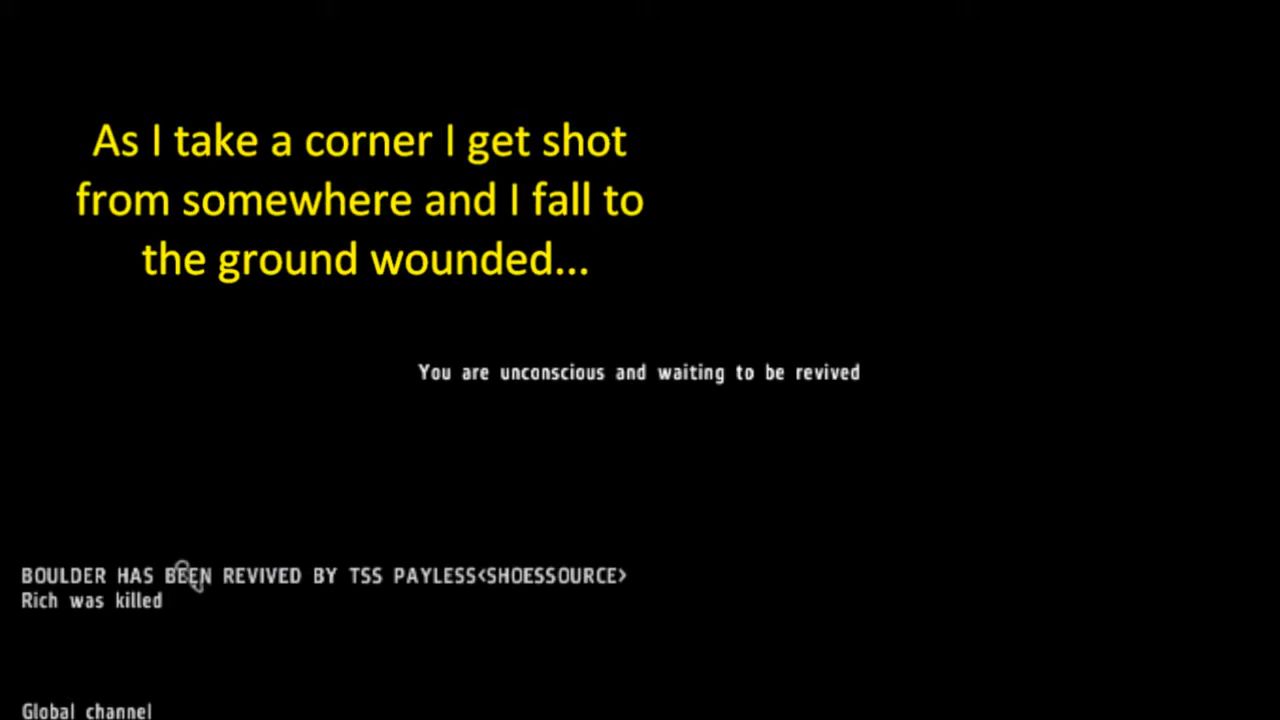 As I take a corner I get shot
from somewhere and I fall to
the ground wounded...
You are unconscious and waiting to be revived
BOULDER HAS BEEN REVIVED BY TSS PAYLESS<SHOESSOURCE>
Rich was killed
Global channel